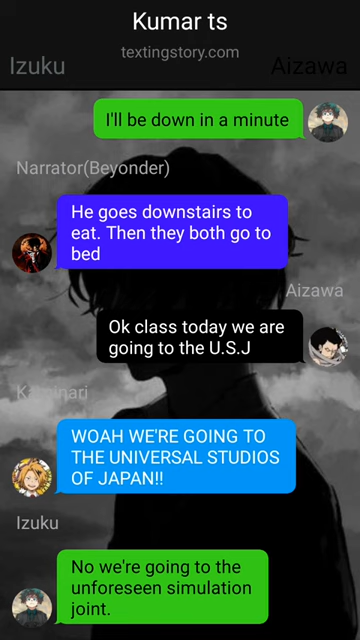 Kumar ts
textingstory.com
Izuku
Aizawa
I'll be down in a minute
Narrator(Beyonder)
He goes downstairs to
eat. Then they both go to
bed
Aizawa
Ok class today we are
going to the U.S.J
Kaminari
WOAH WE'RE GOING TO
THE UNIVERSAL STUDIOS
OF JAPAN!!
Izuku
No we're going to the
unforeseen simulation
joint.